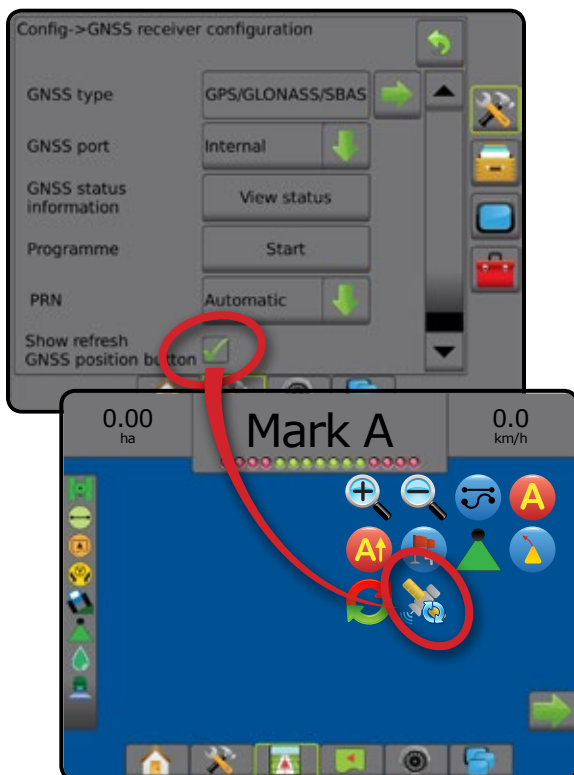 Config->GNSS receiver configuration
GNSS type GPS/GLONASS/SBAS
GNSS port Internal
GNSS status
information View status
Programme Start
PRN Automatic
Show refresh
GNSS position button
0.00
ha
Mark A
0.0
km/h
A
A